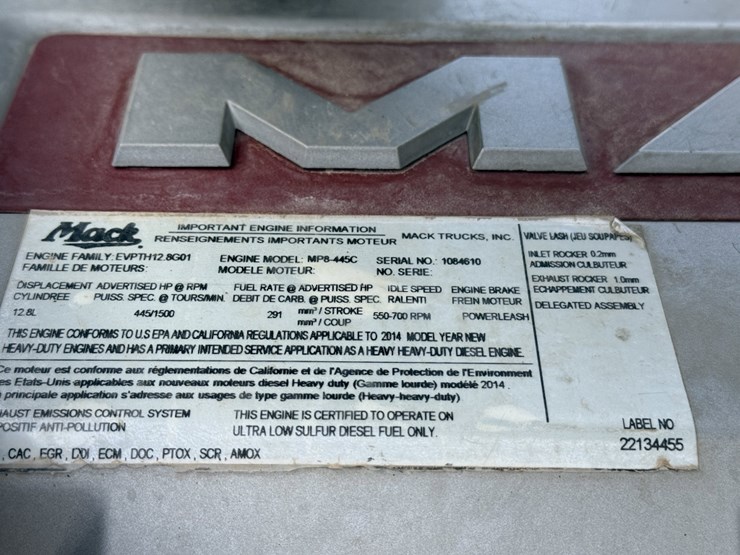 MA
Mack
IMPORTANT ENGINE INFORMATION
RENSEIGNEMENTS IMPORTANTS MOTEUR
MACK TRUCKS, INC.
ENGINE FAMILY: EVPTH12.8G01
FAMILLE DE MOTEURS:
ENGINE MODEL: MP8-445C
MODELE MOTEUR:
SERIAL NO.: 1084610
NO. SERIE:
DISPLACEMENT ADVERTISED HP @ RPM FUEL RATE @ ADVERTISED HP IDLE SPEED ENGINE BRAKE
CYLINDREE PUISS. SPEC. @ TOURS/MIN. DEBIT DE CARB. @ PUISS. SPEC. RALENTI FREIN MOTEUR
12.8L 445/1500 291 mm³ / STROKE 550-700 RPM POWERLEASH
mm³ / COUP
THIS ENGINE CONFORMS TO U.S EPA AND CALIFORNIA REGULATIONS APPLICABLE TO 2014 MODEL YEAR NEW
HEAVY-DUTY ENGINES AND HAS A PRIMARY INTENDED SERVICE APPLICATION AS A HEAVY HEAVY-DUTY DIESEL ENGINE.
Ce moteur est conforme aux réglementations de Californie et de l'Agence de Protection de l'Environment
es Etats-Unis applicables aux nouveaux moteurs diesel Heavy duty (Gamme lourde) modélé 2014 .
principale application s'adresse aux usages de type gamme lourde (Heavy-heavy-duty)
HAUST EMISSIONS CONTROL SYSTEM
POSITIF ANTI-POLLUTION
THIS ENGINE IS CERTIFIED TO OPERATE ON
ULTRA LOW SULFUR DIESEL FUEL ONLY.
, CAC , EGR , DDI , ECM , DOC , PTOX , SCR , AMOX
VALVE LASH (JEU SOUPAPES)
INLET ROCKER 0.2mm
ADMISSION CULBUTEUR
EXHAUST ROCKER 1.0mm
ECHAPPEMENT CULBUTEUR
DELEGATED ASSEMBLY
LABEL NO
22134455